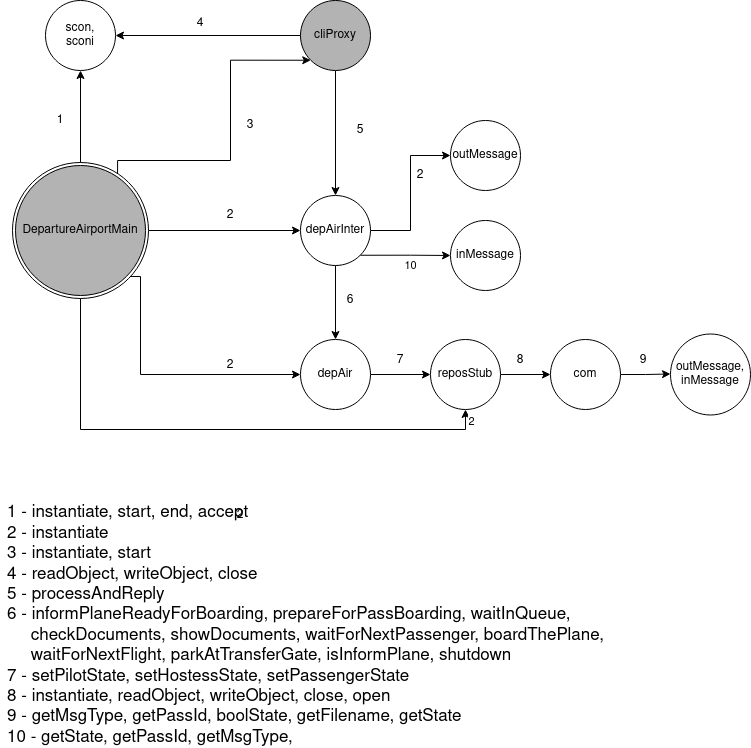 scon,
sconi
4
cliProxy
1
3
5
outMessage
2
DepartureAirportMain
2
depAirInter
inMessage
10
6
2
depAir
7
reposStub
8
com
9
outMessage,
inMessage
2
1 - instantiate, start, end, accept
2
2 - instantiate
3 - instantiate, start
4 - readObject, writeObject, close
5 - processAndReply
6 - informPlaneReadyForBoarding, prepareForPassBoarding, waitInQueue,
checkDocuments, showDocuments, waitForNextPassenger, boardThePlane,
waitForNextFlight, parkAtTransferGate, isInformPlane, shutdown
7 - setPilotState, setHostessState, setPassengerState
8 - instantiate, readObject, writeObject, close, open
9 - getMsgType, getPassId, boolState, getFilename, getState
10 - getState, getPassId, getMsgType,